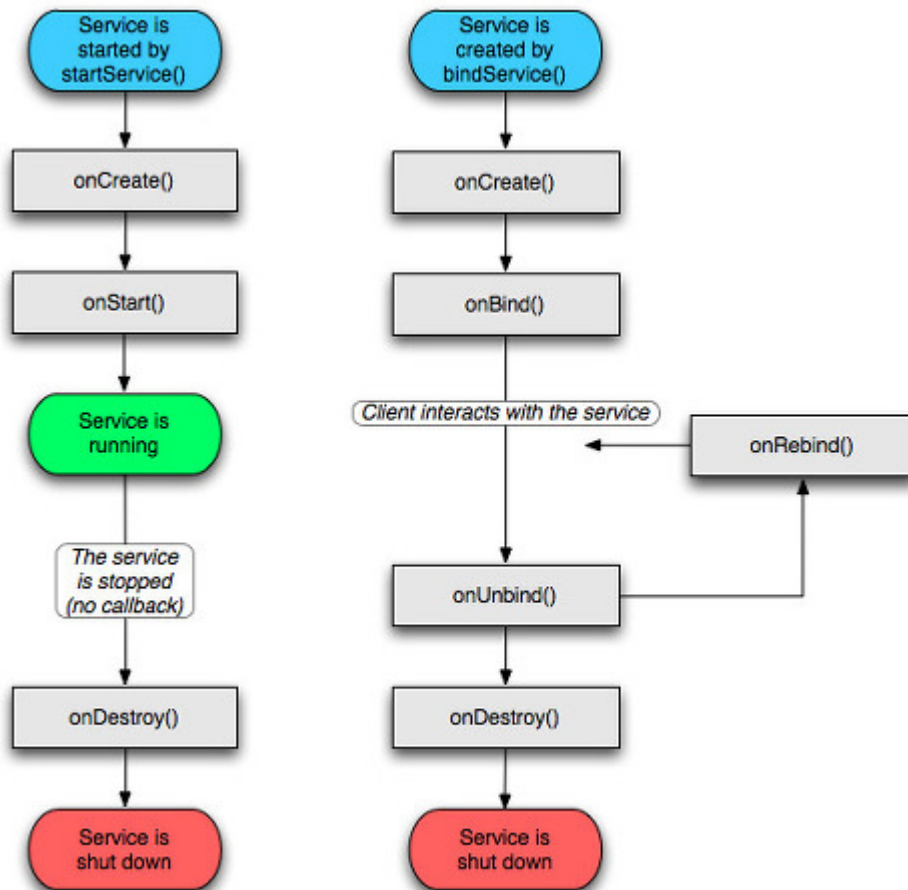 Service is
started by
startService()
onCreate()
onStart()
Service is
running
The service
is stopped
(no callback)
onDestroy()
Service is
shut down
Service is
created by
bindService()
onCreate()
onBind()
Client interacts with the service
onRebind()
onUnbind()
onDestroy()
Service is
shut down